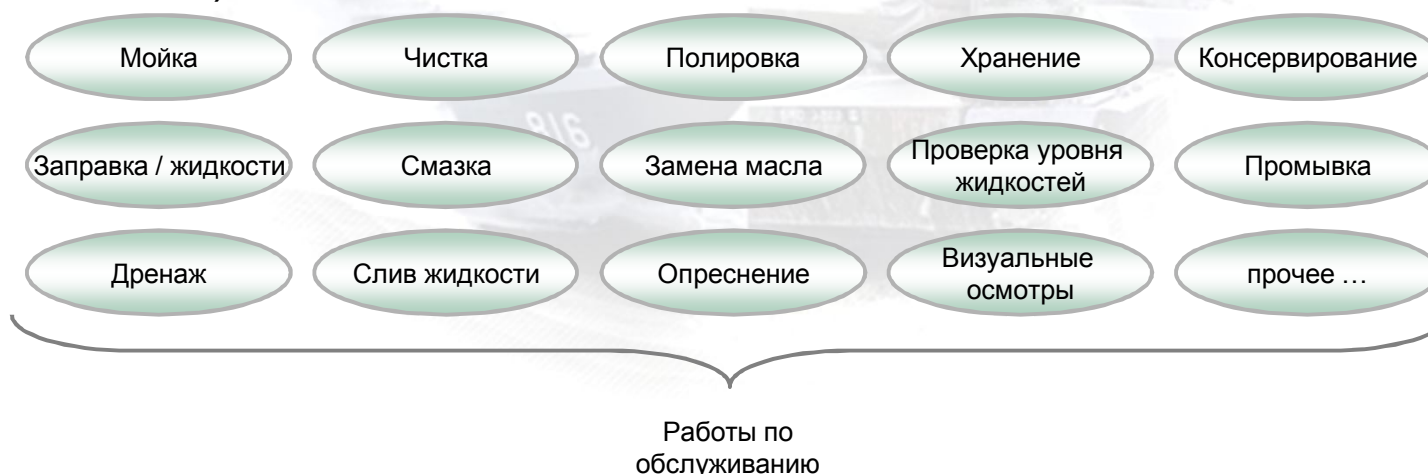 Мойка
Чистка
Полировка
Хранение
Консервирование
Заправка / жидкости
Смазка
Замена масла
Проверка уровня
жидкостей
Промывка
Дренаж
Слив жидкости
Опреснение
Визуальные
осмотры
прочее …
916
Работы по
обслуживанию